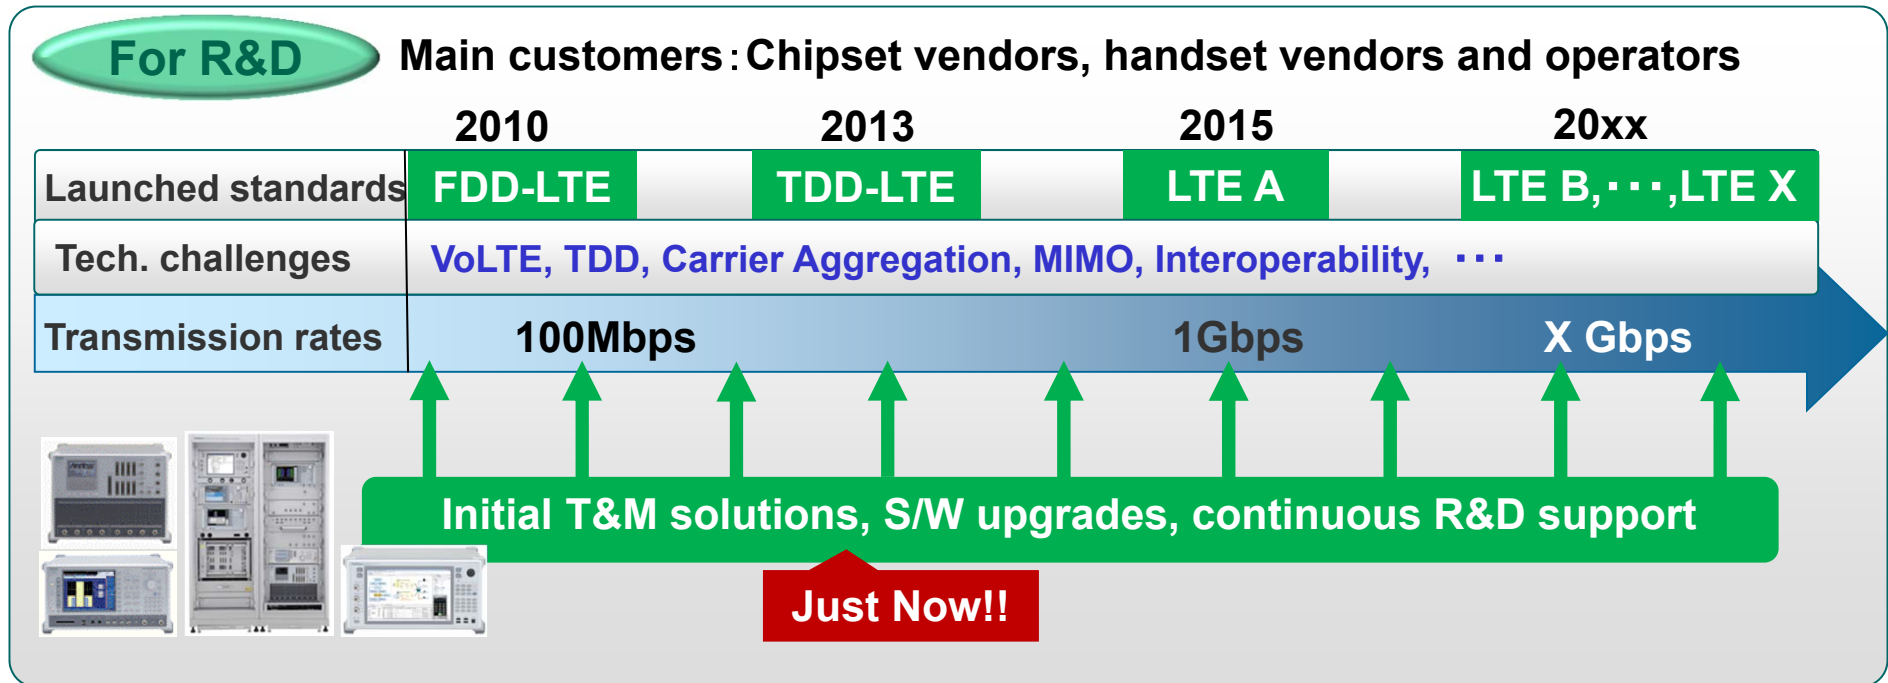 For R&D
Main customers：Chipset vendors, handset vendors and operators
2010 2013 2015 20xx
Launched standards FDD-LTE TDD-LTE LTE A LTE B,･･･,LTE X
Tech. challenges VoLTE, TDD, Carrier Aggregation, MIMO, Interoperability, ･･･
Transmission rates 100Mbps 1Gbps X Gbps
Initial T&M solutions, S/W upgrades, continuous R&D support
Just Now!!